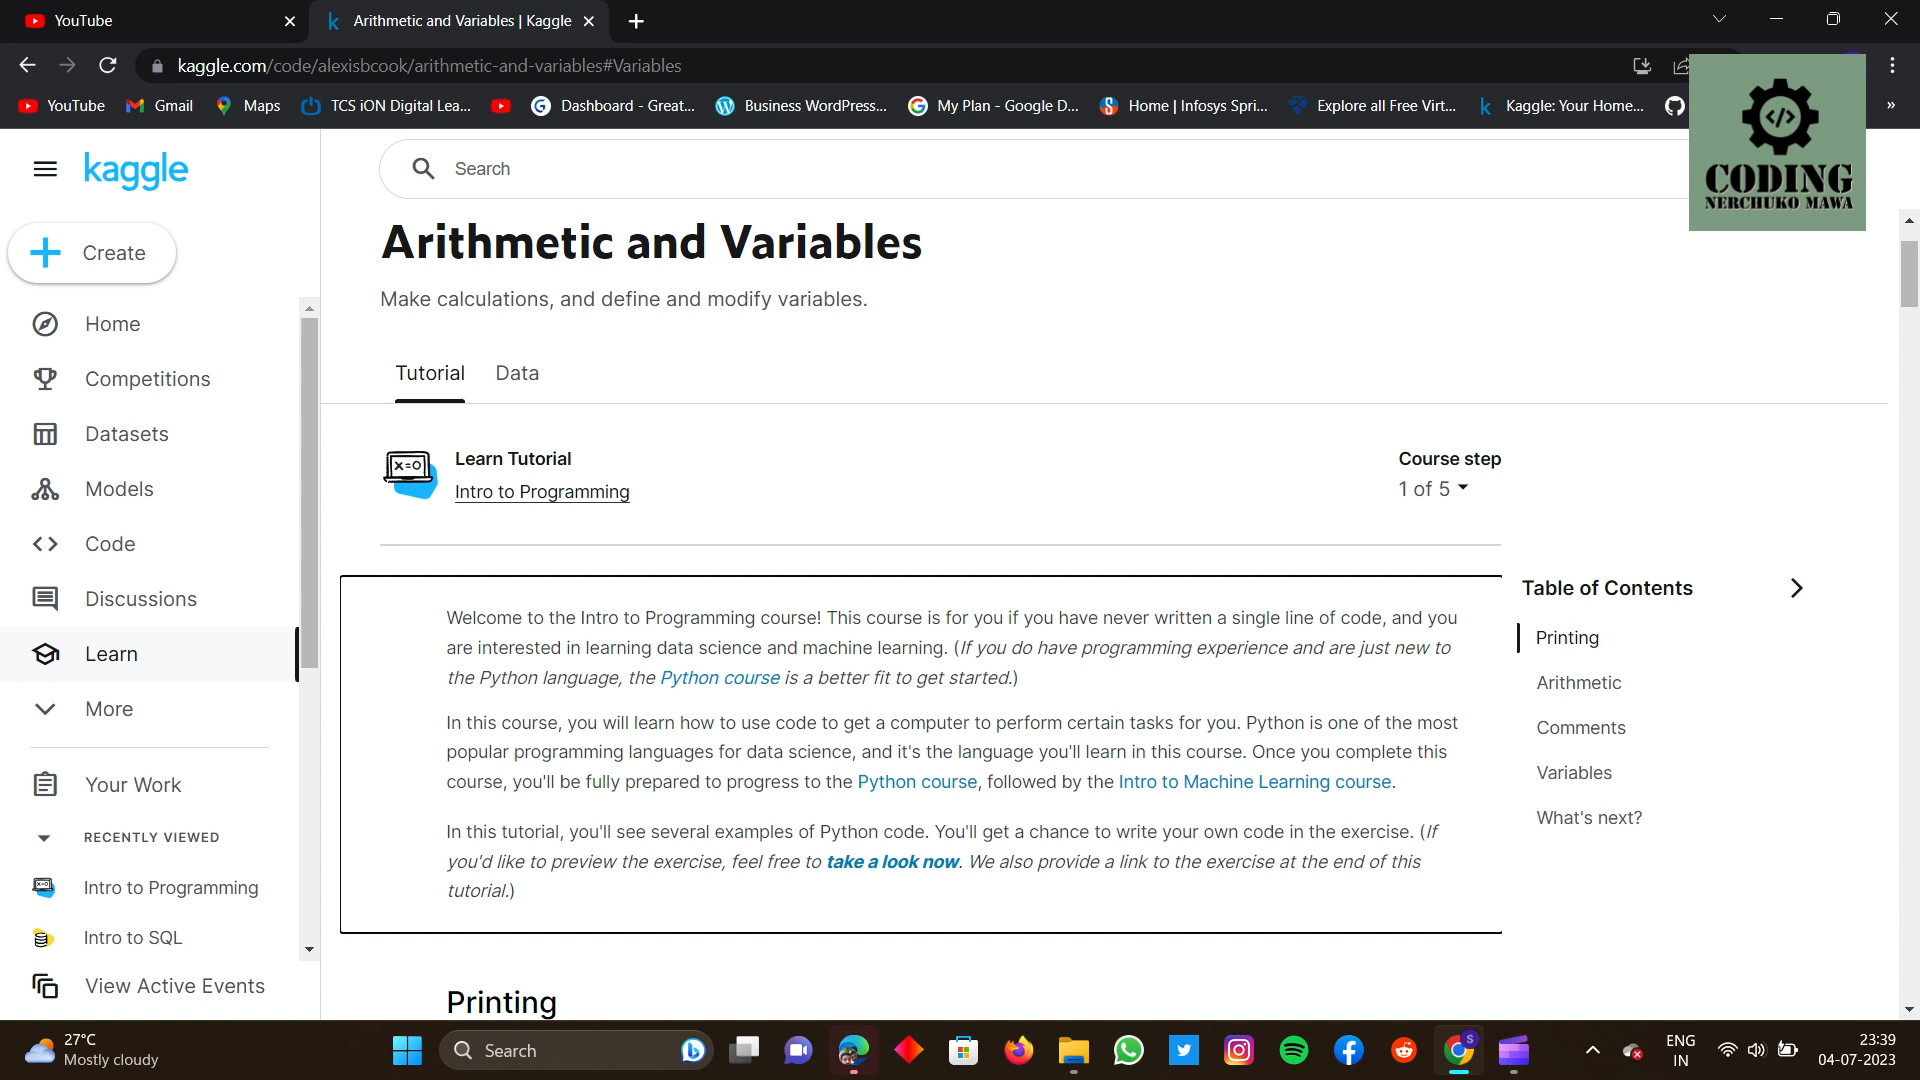 YouTube
Arithmetic and Variables | Kaggle
kaggle.com/code/alexisbcook/arithmetic-and-variables#Variables
YouTube
Gmail
Maps
TCS iON Digital Lea...
Dashboard - Great...
Business WordPress...
My Plan - Google D...
Home | Infosys Spri...
Explore all Free Virt...
Kaggle: Your Home...
»
</>
CODING
NERCHUKO MAWA
kaggle
Search
Create
Home
Competitions
Datasets
Models
Code
Discussions
Learn
More
Your Work
RECENTLY VIEWED
Intro to Programming
Intro to SQL
View Active Events
Arithmetic and Variables
Make calculations, and define and modify variables.
Tutorial
Data
X=0
Learn Tutorial
Intro to Programming
Course step
1 of 5
Welcome to the Intro to Programming course! This course is for you if you have never written a single line of code, and you
are interested in learning data science and machine learning. (If you do have programming experience and are just new to
the Python language, the Python course is a better fit to get started.)
In this course, you will learn how to use code to get a computer to perform certain tasks for you. Python is one of the most
popular programming languages for data science, and it's the language you'll learn in this course. Once you complete this
course, you'll be fully prepared to progress to the Python course, followed by the Intro to Machine Learning course.
In this tutorial, you'll see several examples of Python code. You'll get a chance to write your own code in the exercise. (If
you'd like to preview the exercise, feel free to take a look now. We also provide a link to the exercise at the end of this
tutorial.)
Printing
Table of Contents
Printing
Arithmetic
Comments
Variables
What's next?
27°C
Mostly cloudy
Search
S
ENG
IN
23:39
04-07-2023